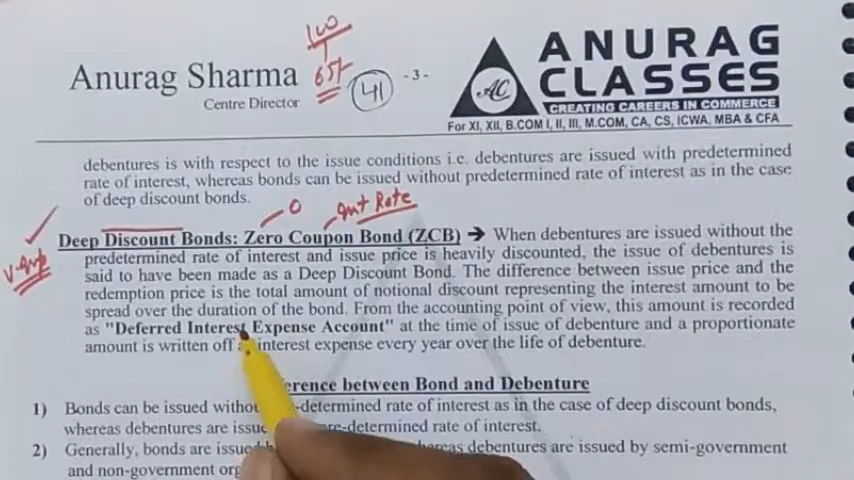 100
65/-
41
Anurag Sharma
Centre Director
-3-
AC
ANURAG
CLASSES
CREATING CAREERS IN COMMERCE
For XI, XII, B.COM I, II, III, M.COM, CA, CS, ICWA, MBA & CFA
debentures is with respect to the issue conditions i.e. debentures are issued with predetermined
rate of interest, whereas bonds can be issued without predetermined rate of interest as in the case
of deep discount bonds.
0
Int Rate
V. Imp
Deep Discount Bonds: Zero Coupon Bond (ZCB) → When debentures are issued without the
predetermined rate of interest and issue price is heavily discounted, the issue of debentures is
said to have been made as a Deep Discount Bond. The difference between issue price and the
redemption price is the total amount of notional discount representing the interest amount to be
spread over the duration of the bond. From the accounting point of view, this amount is recorded
as "Deferred Interest Expense Account" at the time of issue of debenture and a proportionate
amount is written off interest expense every year over the life of debenture.
between Bond and Debenture
1) Bonds can be issued determined rate of interest as in the case of deep discount bonds,
whereas debentures are determined rate of interest.
2) Generally, bonds are issued debentures are issued by semi-government
and non-government